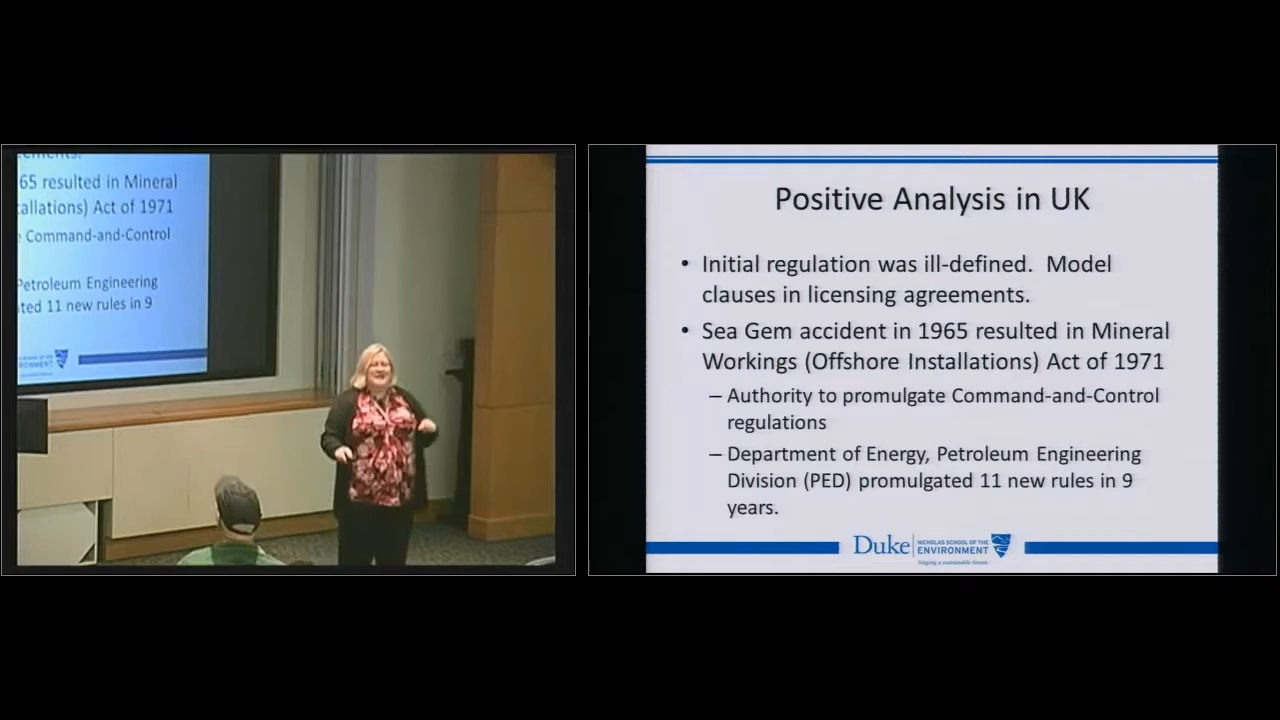 65 resulted in Mineral
allations) Act of 1971
Command-and-Control
Petroleum Engineering
ted 11 new rules in 9
ENVIRONMENT
Positive Analysis in UK
• Initial regulation was ill-defined. Model
clauses in licensing agreements.
• Sea Gem accident in 1965 resulted in Mineral
Workings (Offshore Installations) Act of 1971
– Authority to promulgate Command-and-Control
regulations
– Department of Energy, Petroleum Engineering
Division (PED) promulgated 11 new rules in 9
years.
Duke
NICHOLAS SCHOOL OF THE
ENVIRONMENT
forging a sustainable future